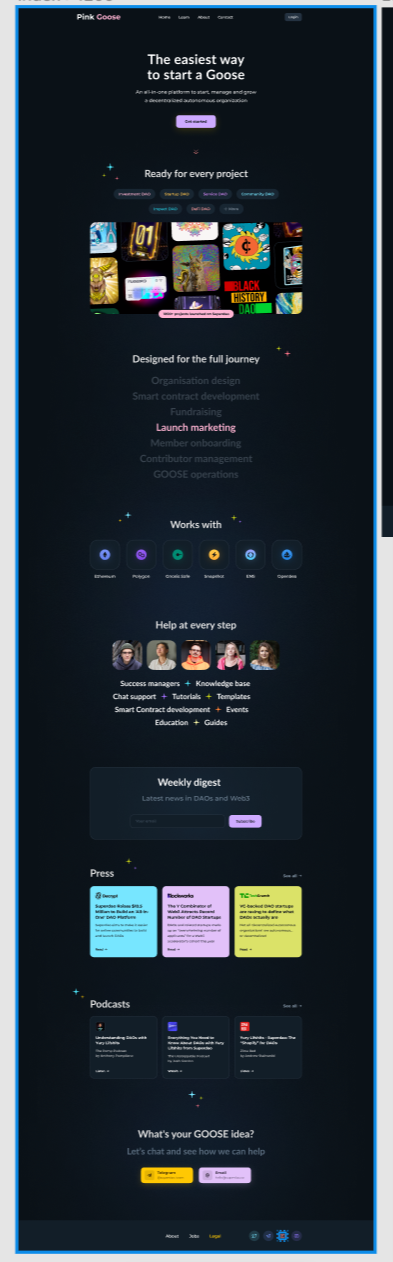 Pink Goose
Home Learn About Contact
Login
The easiest way
to start a Goose
An all-in-one platform to start, manage and grow
a decentralized autonomous organization
Get started
Ready for every project
Investment DAO Startup DAO Service DAO Community DAO
Impact DAO DeFi DAO + More
01
BLACK
HISTORY
DAO
projects launched on Superdao
Designed for the full journey
Organisation design
Smart contract development
Fundraising
Launch marketing
Member onboarding
Contributor management
GOOSE operations
Works with
Ethereum Polygon Gnosis Safe Snapshot ENS Opensea
Help at every step
Success managers + Knowledge base
Chat support + Tutorials + Templates
Smart Contract development + Events
Education + Guides
Weekly digest
Latest news in DAOs and Web3
Your email
Subscribe
Press
See all →
Decrypt
Superdao Raises $10.5
Million to Build an 'All-in-
One' DAO Platform
Read →
Blockworks
The Y Combinator of
Web3 Attracts Record
Number of DAO Startups
Read →
TechCrunch
VC-backed DAO startups
are racing to define what
DAOs actually are
Read →
Podcasts
See all →
Understanding DAOs with
Yury Lifshits
Listen →
Everything You Need to
Know About DAOs with Yury
Lifshits from Superdao
Watch →
Yury Lifshits - Superdao: The
"Shopify" for DAOs
Listen →
What's your GOOSE idea?
Let's chat and see how we can help
Telegram
Email
About Jobs Legal